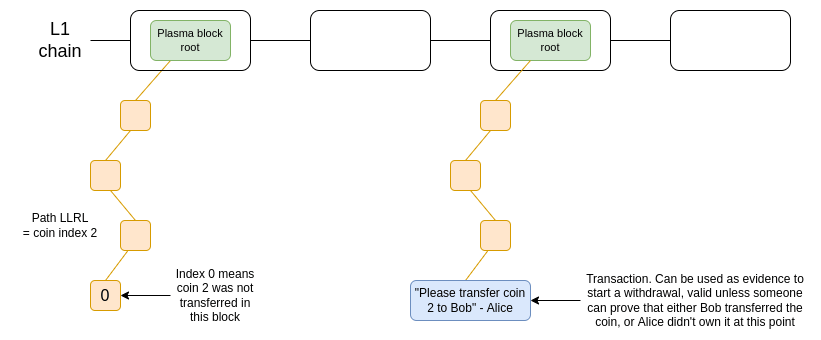 L1
chain
Plasma block
root
Plasma block
root
Path LLRL
= coin index 2
0
Index 0 means
coin 2 was not
transferred in
this block
"Please transfer coin
2 to Bob" - Alice
Transaction. Can be used as evidence to
start a withdrawal, valid unless someone
can prove that either Bob transferred the
coin, or Alice didn't own it at this point